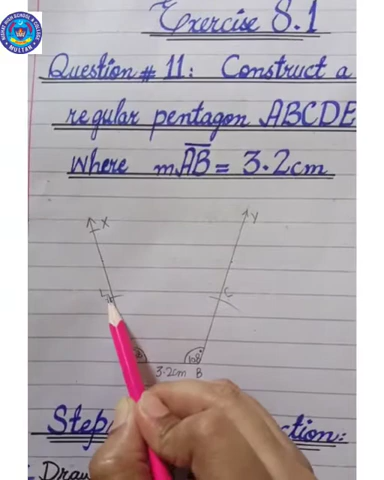 Exercise 8.1
Question # 11: Construct a
regular pentagon ABCDE
where mAB = 3.2cm
X
Y
C
108°
3.2cm B
Step
ction:
Draw
MULTAN